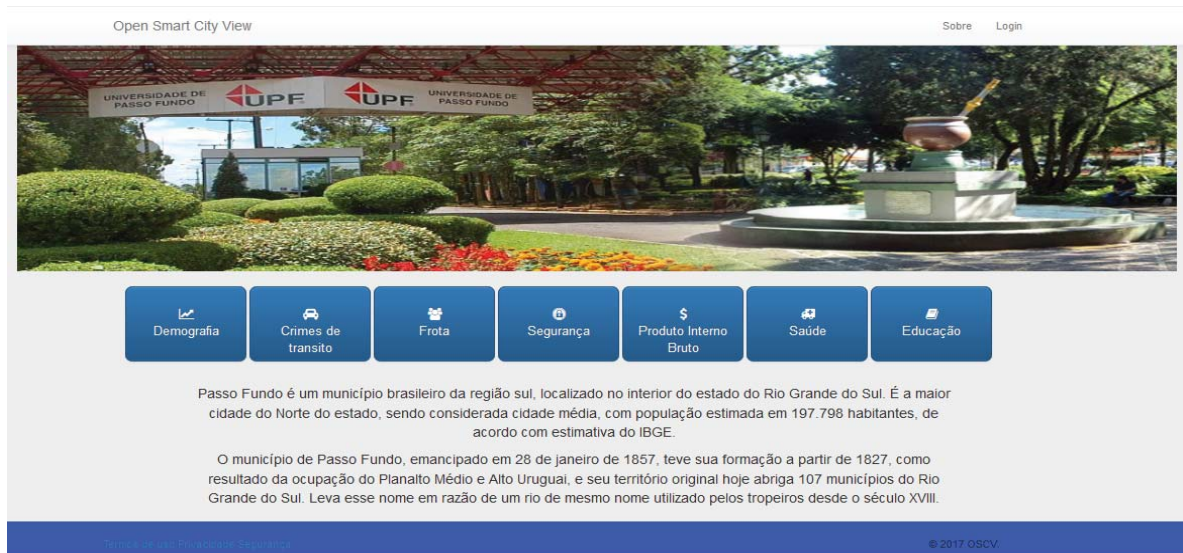 Open Smart City View
Sobre Login
UNIVERSIDADE DE
PASSO FUNDO
UPF
UPF
UNIVERSIDADE DE
PASSO FUNDO
Demografia
Crimes de
transito
Frota
Segurança
Produto Interno
Bruto
Saúde
Educação
Passo Fundo é um município brasileiro da região sul, localizado no interior do estado do Rio Grande do Sul. É a maior
cidade do Norte do estado, sendo considerada cidade média, com população estimada em 197.798 habitantes, de
acordo com estimativa do IBGE.
O município de Passo Fundo, emancipado em 28 de janeiro de 1857, teve sua formação a partir de 1827, como
resultado da ocupação do Planalto Médio e Alto Uruguai, e seu território original hoje abriga 107 municípios do Rio
Grande do Sul. Leva esse nome em razão de um rio de mesmo nome utilizado pelos tropeiros desde o século XVIII.
Termos de uso Privacidade Segurança
© 2017 OSCV.